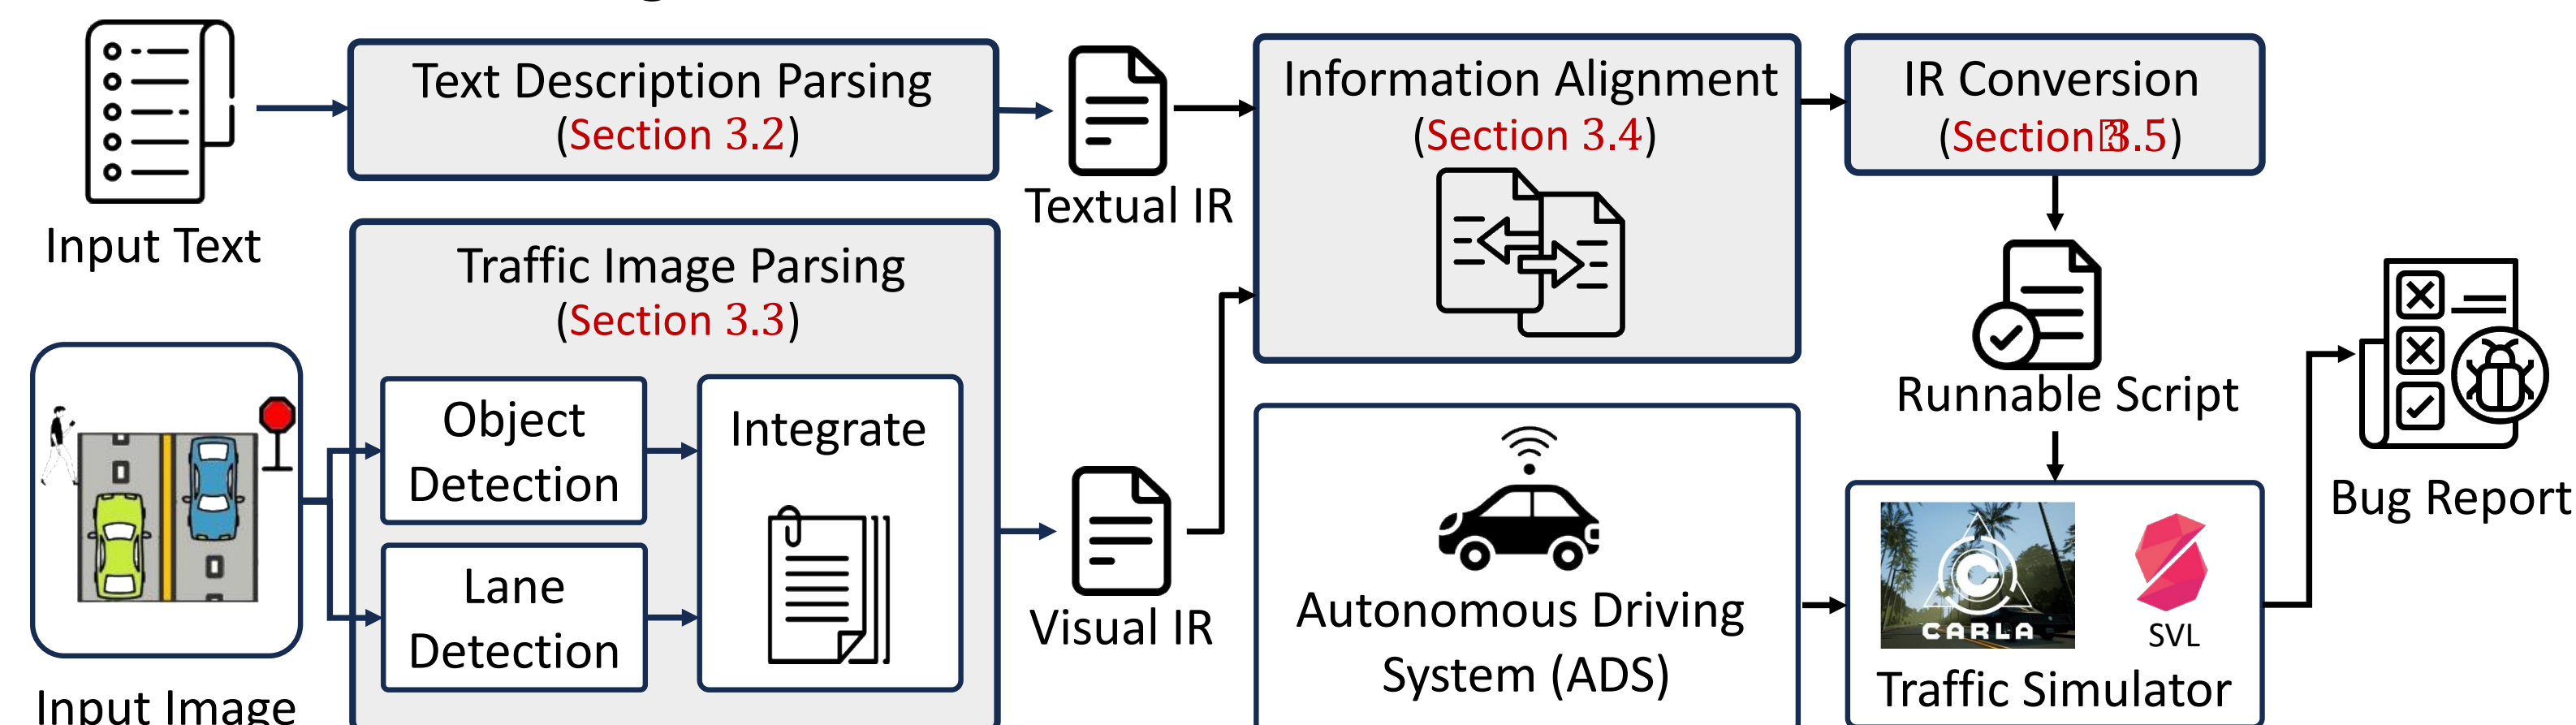 Input Text
Text Description Parsing
(Section 3.2)
Textual IR
Information Alignment
(Section 3.4)
IR Conversion
(Section 3.5)
Runnable Script
Traffic Image Parsing
(Section 3.3)
Object
Detection
Lane
Detection
Integrate
Input Image
Visual IR
Autonomous Driving
System (ADS)
CARLA
SVL
Traffic Simulator
Bug Report